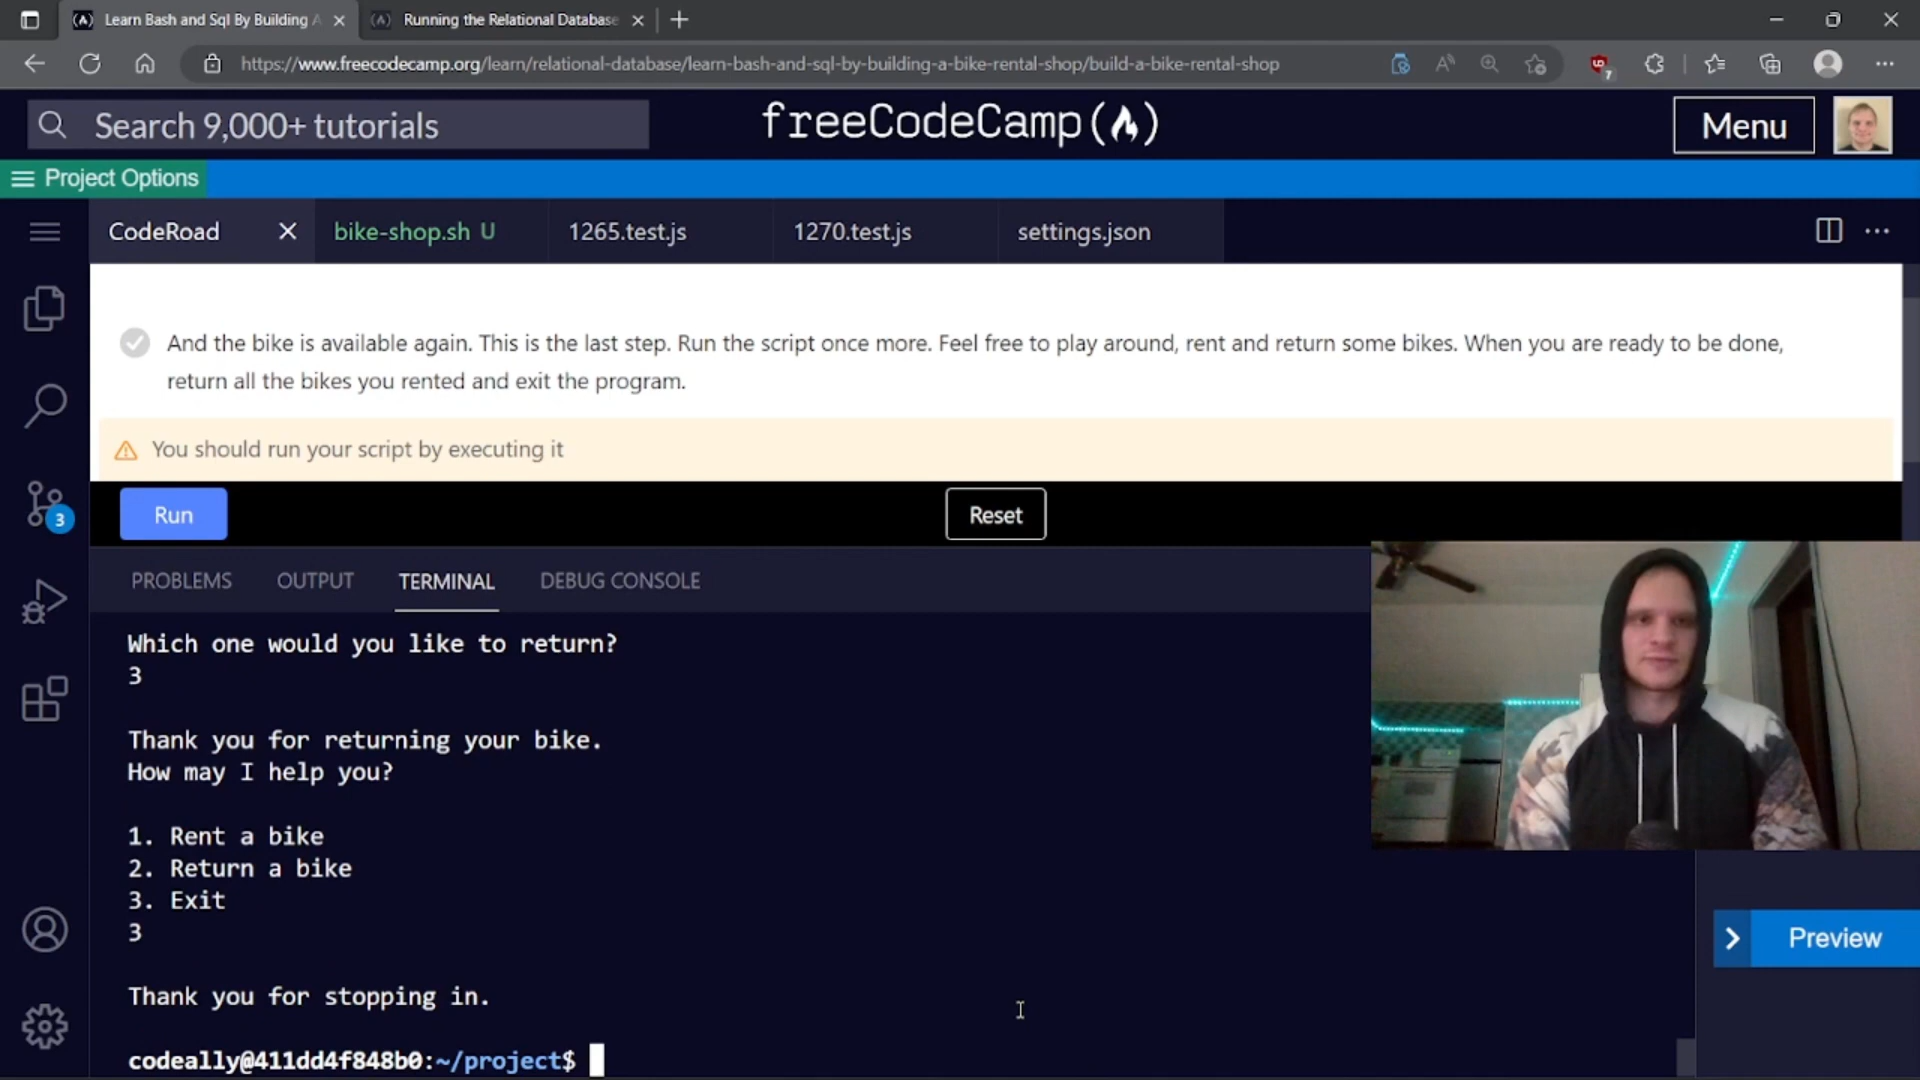 Learn Bash and Sql By Building A
Running the Relational Database
https://www.freecodecamp.org/learn/relational-database/learn-bash-and-sql-by-building-a-bike-rental-shop/build-a-bike-rental-shop
7
Search 9,000+ tutorials
freeCodeCamp
Menu
Project Options
CodeRoad
bike-shop.sh U
1265.test.js
1270.test.js
settings.json
And the bike is available again. This is the last step. Run the script once more. Feel free to play around, rent and return some bikes. When you are ready to be done,
return all the bikes you rented and exit the program.
You should run your script by executing it
Run
Reset
3
PROBLEMS
OUTPUT
TERMINAL
DEBUG CONSOLE
Which one would you like to return?
3
Thank you for returning your bike.
How may I help you?
1. Rent a bike
2. Return a bike
3. Exit
3
Thank you for stopping in.
codeally@411dd4f848b0:~/project$
Preview